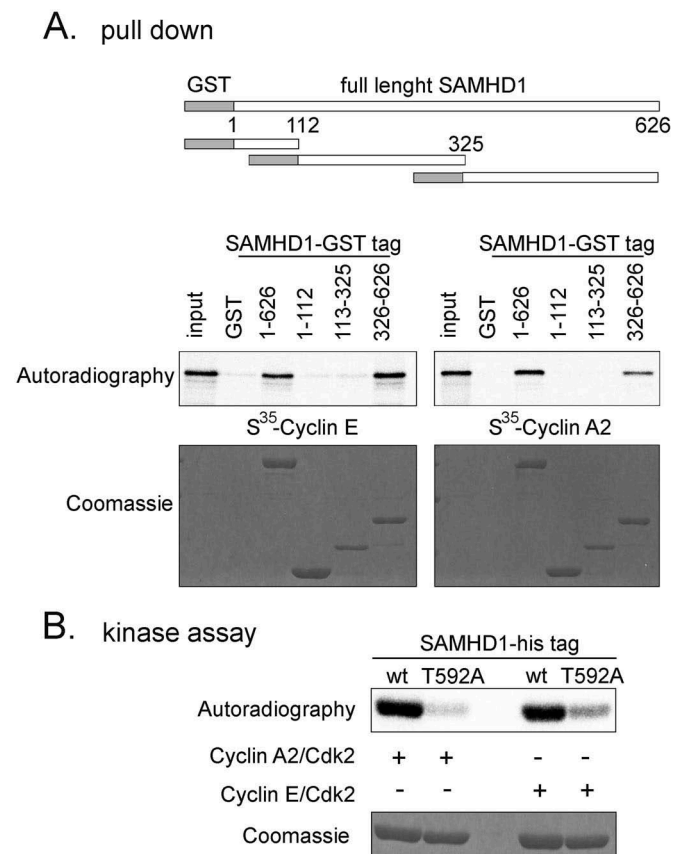 A. pull down
GST full lenght SAMHD1
1 112 626
325
SAMHD1-GST tag SAMHD1-GST tag
input GST 1-626 1-112 113-325 326-626 input GST 1-626 1-112 113-325 326-626
Autoradiography
S35-Cyclin E S35-Cyclin A2
Coomassie
B. kinase assay
SAMHD1-his tag
wt T592A wt T592A
Autoradiography
Cyclin A2/Cdk2 + + - -
Cyclin E/Cdk2 - - + +
Coomassie